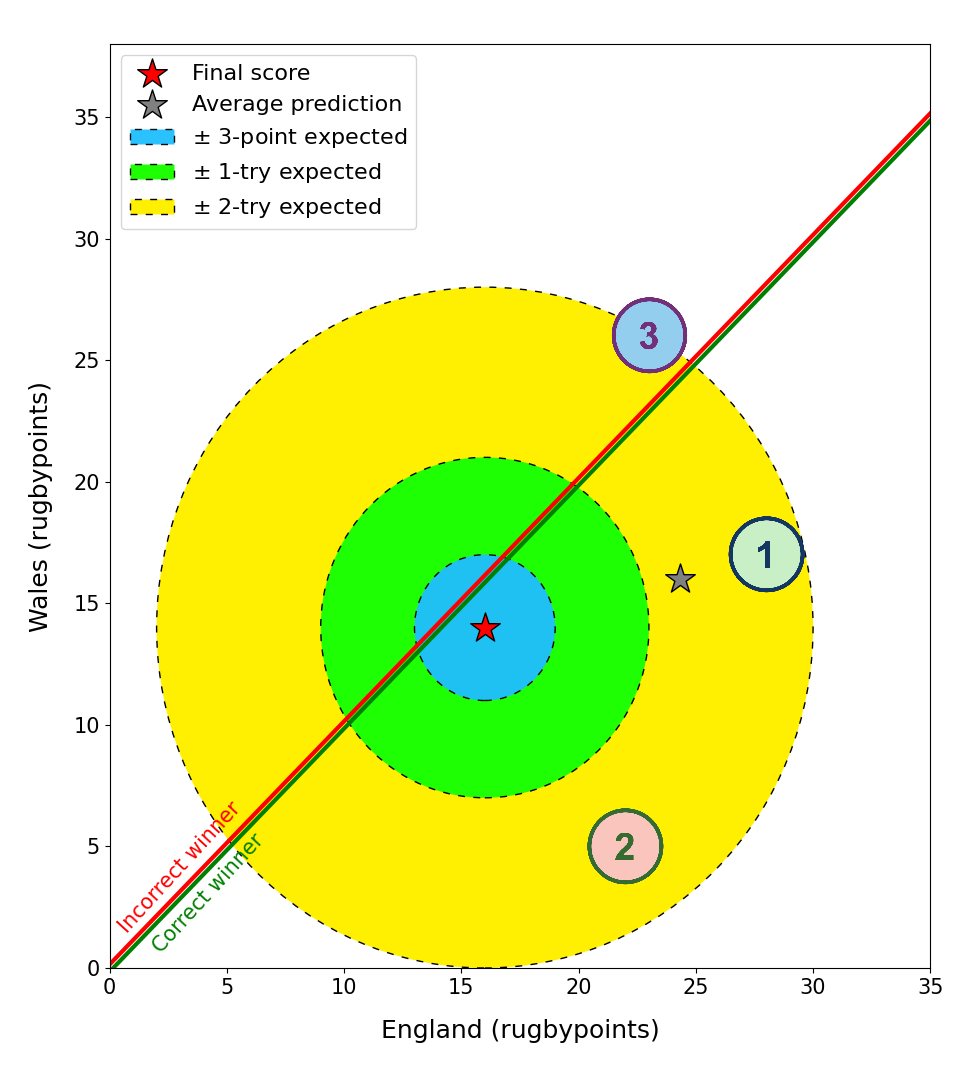 Final score
Average prediction
± 3-point expected
± 1-try expected
± 2-try expected
35
30
25
20
15
10
5
0
Wales (rugbypoints)
3
1
2
Incorrect winner
Correct winner
0 5 10 15 20 25 30 35
England (rugbypoints)